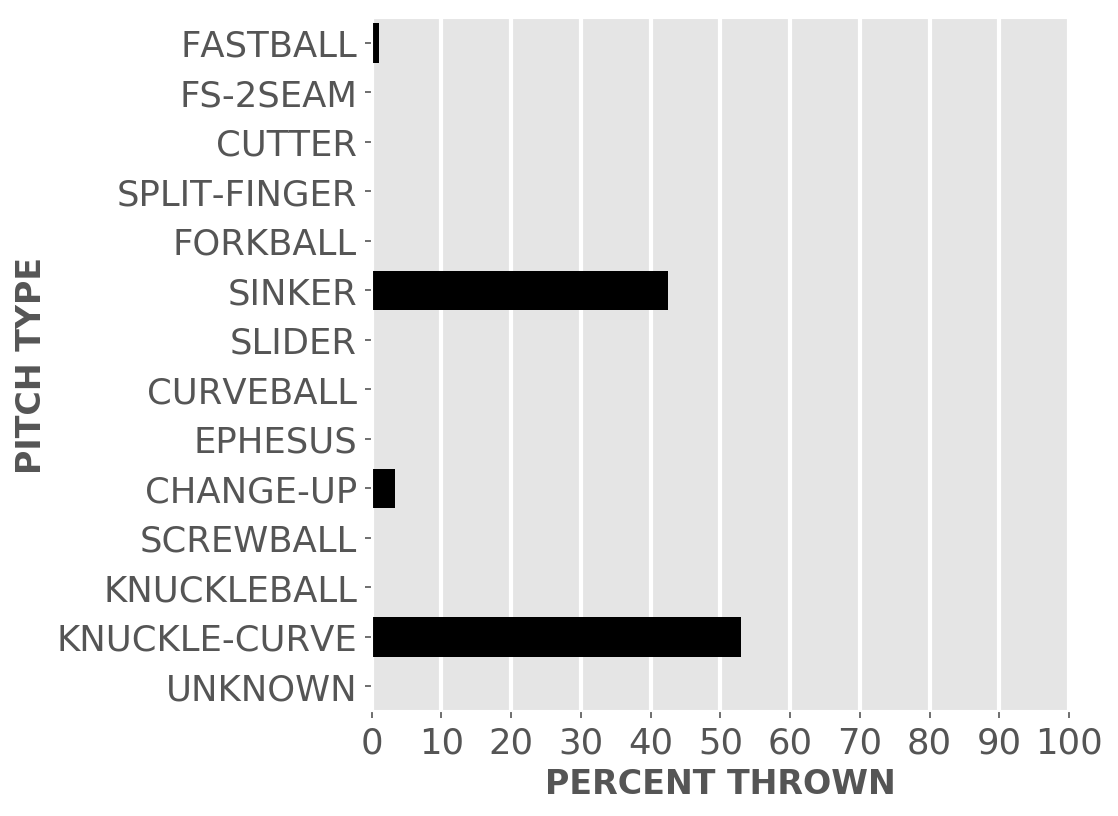 PITCH TYPE
FASTBALL
FS-2SEAM
CUTTER
SPLIT-FINGER
FORKBALL
SINKER
SLIDER
CURVEBALL
EPHESUS
CHANGE-UP
SCREWBALL
KNUCKLEBALL
KNUCKLE-CURVE
UNKNOWN
0 10 20 30 40 50 60 70 80 90 100
PERCENT THROWN